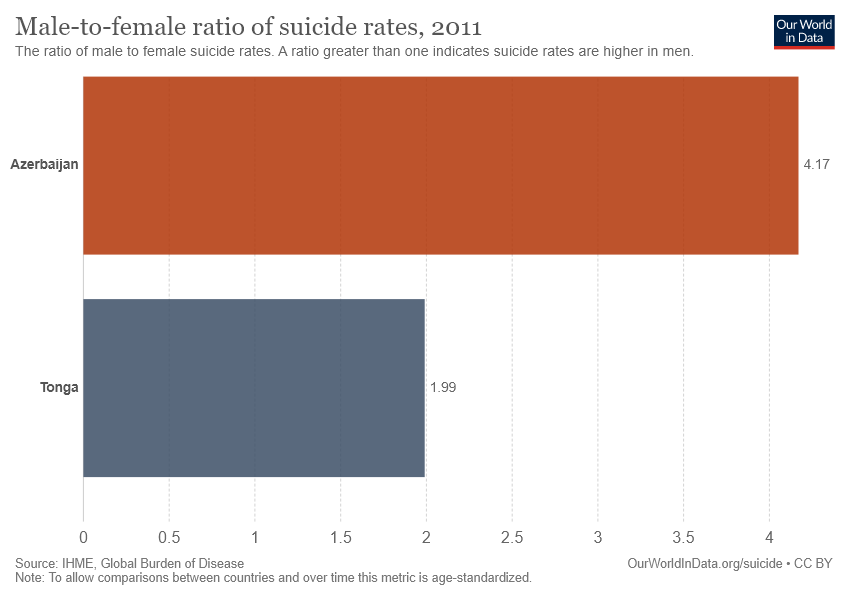 Male-to-female ratio of suicide rates, 2011
Our World
in Data
The ratio of male to female suicide rates. A ratio greater than one indicates suicide rates are higher in men.
Azerbaijan
4.17
Tonga
1.99
0 0.5 1 1.5 2 2.5 3 3.5 4
Source: IHME, Global Burden of Disease
OurWorldInData.org/suicide • CC BY
Note: To allow comparisons between countries and over time this metric is age-standardized.